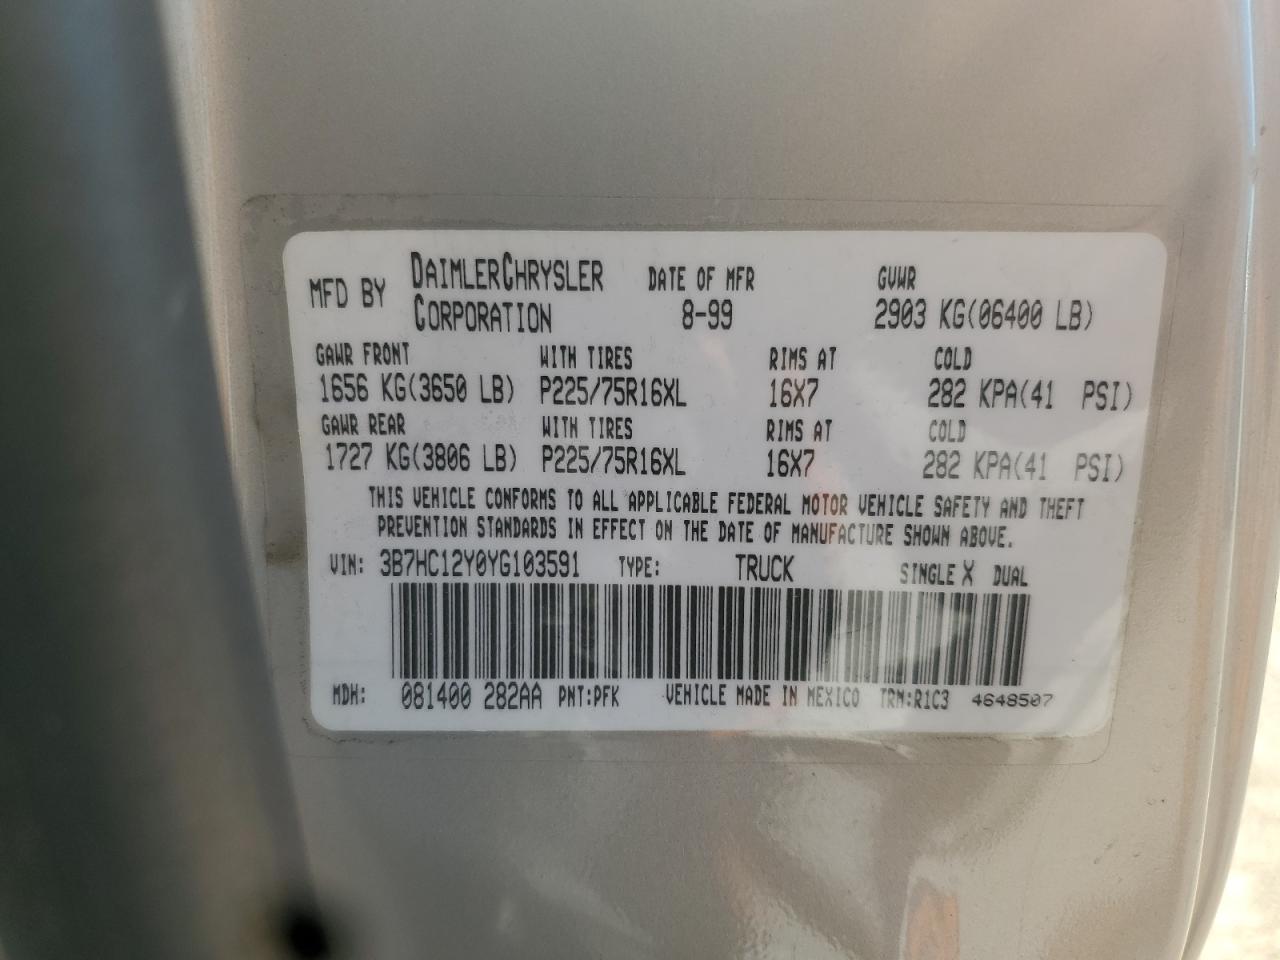 MFD BY DAIMLERCHRYSLER CORPORATION DATE OF MFR 8-99 GVWR 2903 KG(06400 LB)
GAWR FRONT WITH TIRES RIMS AT COLD
1656 KG(3650 LB) P225/75R16XL 16X7 282 KPA(41 PSI)
GAWR REAR WITH TIRES RIMS AT COLD
1727 KG(3806 LB) P225/75R16XL 16X7 282 KPA(41 PSI)
THIS VEHICLE CONFORMS TO ALL APPLICABLE FEDERAL MOTOR VEHICLE SAFETY AND THEFT
PREVENTION STANDARDS IN EFFECT ON THE DATE OF MANUFACTURE SHOWN ABOVE.
VIN: 3B7HC12Y0YG103591 TYPE: TRUCK SINGLE X DUAL
MDH: 081400 282AA PNT:PFK VEHICLE MADE IN MEXICO TRM:R1C3 4648507